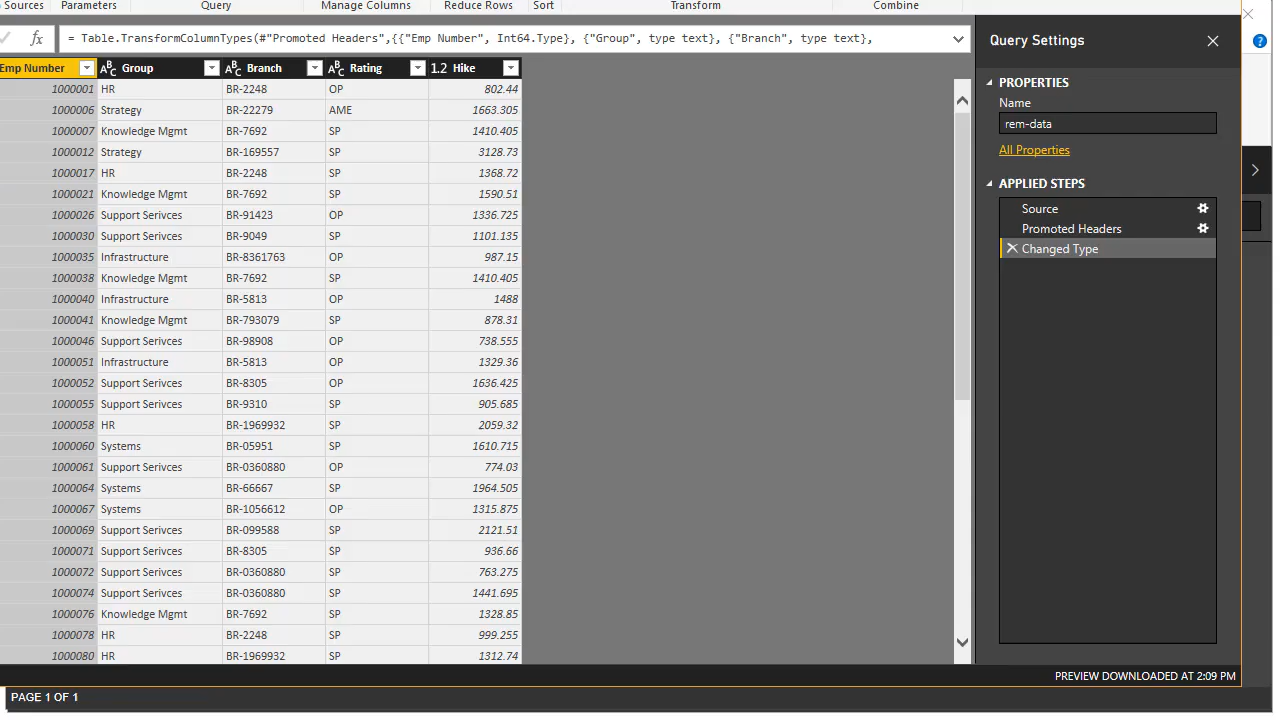 Sources Parameters Query Manage Columns Reduce Rows Sort Transform Combine
fx = Table.TransformColumnTypes(#"Promoted Headers",{{"Emp Number", Int64.Type}, {"Group", type text}, {"Branch", type text},
Emp Number ABC Group ABC Branch ABC Rating 1.2 Hike
1000001 HR BR-2248 OP 802.44
1000006 Strategy BR-22279 AME 1663.305
1000007 Knowledge Mgmt BR-7692 SP 1410.405
1000012 Strategy BR-169557 SP 3128.73
1000017 HR BR-2248 SP 1368.72
1000021 Knowledge Mgmt BR-7692 SP 1590.51
1000026 Support Serivces BR-91423 OP 1336.725
1000030 Support Serivces BR-9049 SP 1101.135
1000035 Infrastructure BR-8361763 OP 987.15
1000038 Knowledge Mgmt BR-7692 SP 1410.405
1000040 Infrastructure BR-5813 OP 1488
1000041 Knowledge Mgmt BR-793079 SP 878.31
1000046 Support Serivces BR-98908 OP 738.555
1000051 Infrastructure BR-5813 OP 1329.36
1000052 Support Serivces BR-8305 OP 1636.425
1000055 Support Serivces BR-9310 SP 905.685
1000058 HR BR-1969932 SP 2059.32
1000060 Systems BR-05951 SP 1610.715
1000061 Support Serivces BR-0360880 OP 774.03
1000064 Systems BR-66667 SP 1964.505
1000067 Systems BR-1056612 OP 1315.875
1000069 Support Serivces BR-099588 SP 2121.51
1000071 Support Serivces BR-8305 SP 936.66
1000072 Support Serivces BR-0360880 SP 763.275
1000074 Support Serivces BR-0360880 SP 1441.695
1000076 Knowledge Mgmt BR-7692 SP 1328.85
1000078 HR BR-2248 SP 999.255
1000080 HR BR-1969932 SP 1312.74
Query Settings
PROPERTIES
Name
rem-data
All Properties
APPLIED STEPS
Source
Promoted Headers
Changed Type
?
PREVIEW DOWNLOADED AT 2:09 PM
PAGE 1 OF 1